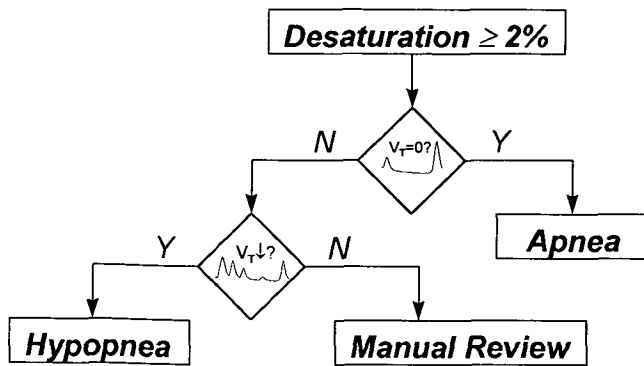 Desaturation ≥ 2%
N
V_T=0?
Y
Apnea
Y
V_T↓?
N
Hypopnea
Manual Review